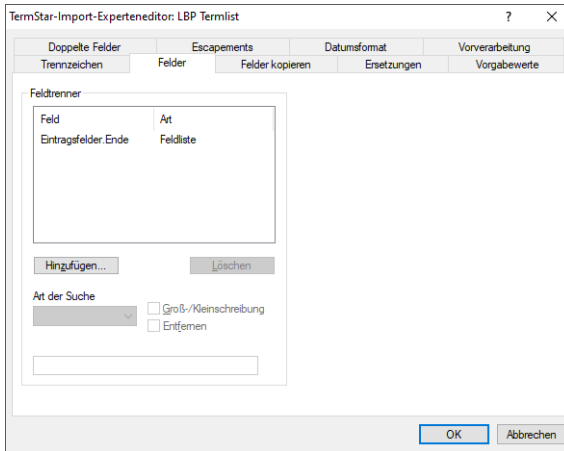 TermStar-Import-Experteneditor: LBP Termlist
?
Doppelte Felder Escapements Datumsformat Vorverarbeitung
Trennzeichen Felder Felder kopieren Ersetzungen Vorgabewerte
Feldtrenner
Feld Art
Eintragsfelder.Ende Feldliste
Hinzufügen... Löschen
Art der Suche
Groß-/Kleinschreibung
Entfernen
OK Abbrechen